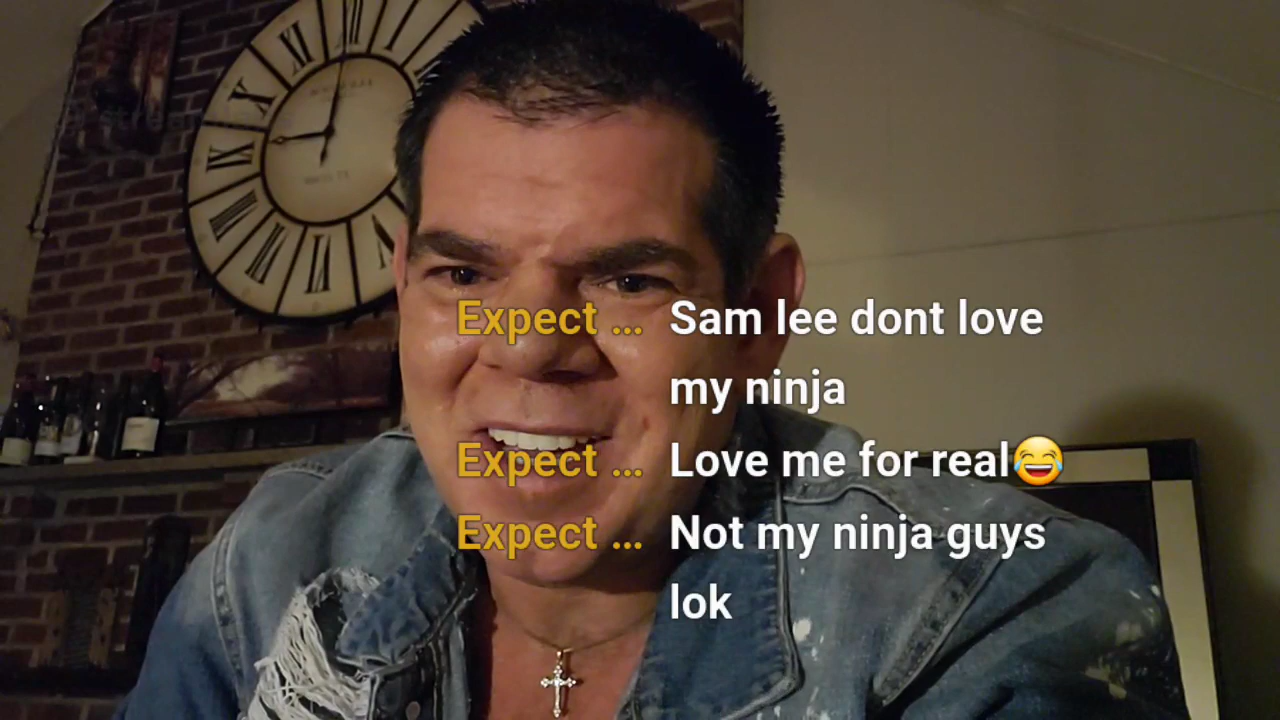 Expect ... Sam lee dont love
my ninja
Expect ... Love me for real😂
Expect ... Not my ninja guys
lok